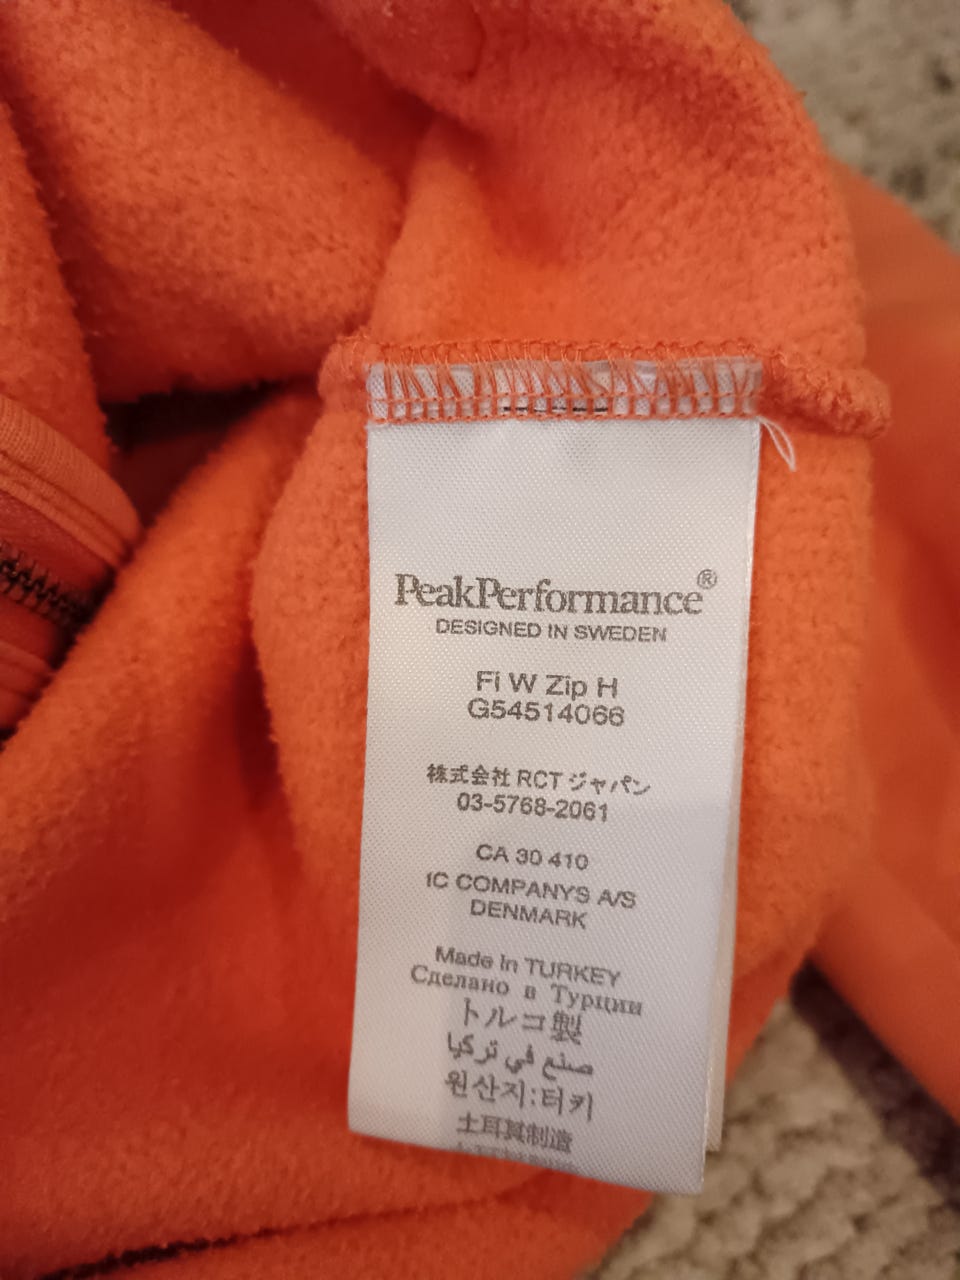 PeakPerformance®
DESIGNED IN SWEDEN
Fi W Zip H
G54514066
株式会社 RCT ジャパン
03-5768-2061
CA 30 410
IC COMPANYS A/S
DENMARK
Made In TURKEY
Сделано в Турции
トルコ製
صنع في تركيا
원산지:터키
土耳其制造